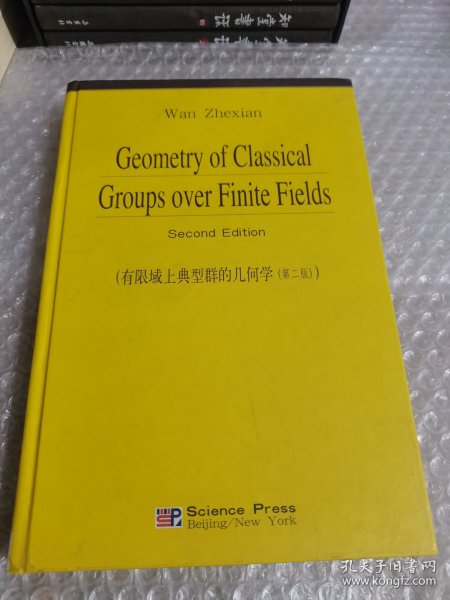 Wan Zhexian
Geometry of Classical
Groups over Finite Fields
Second Edition
(有限域上典型群的几何学(第二版))
SP Science Press
Beijing/New York
孔夫子旧书网
www.kongfz.com